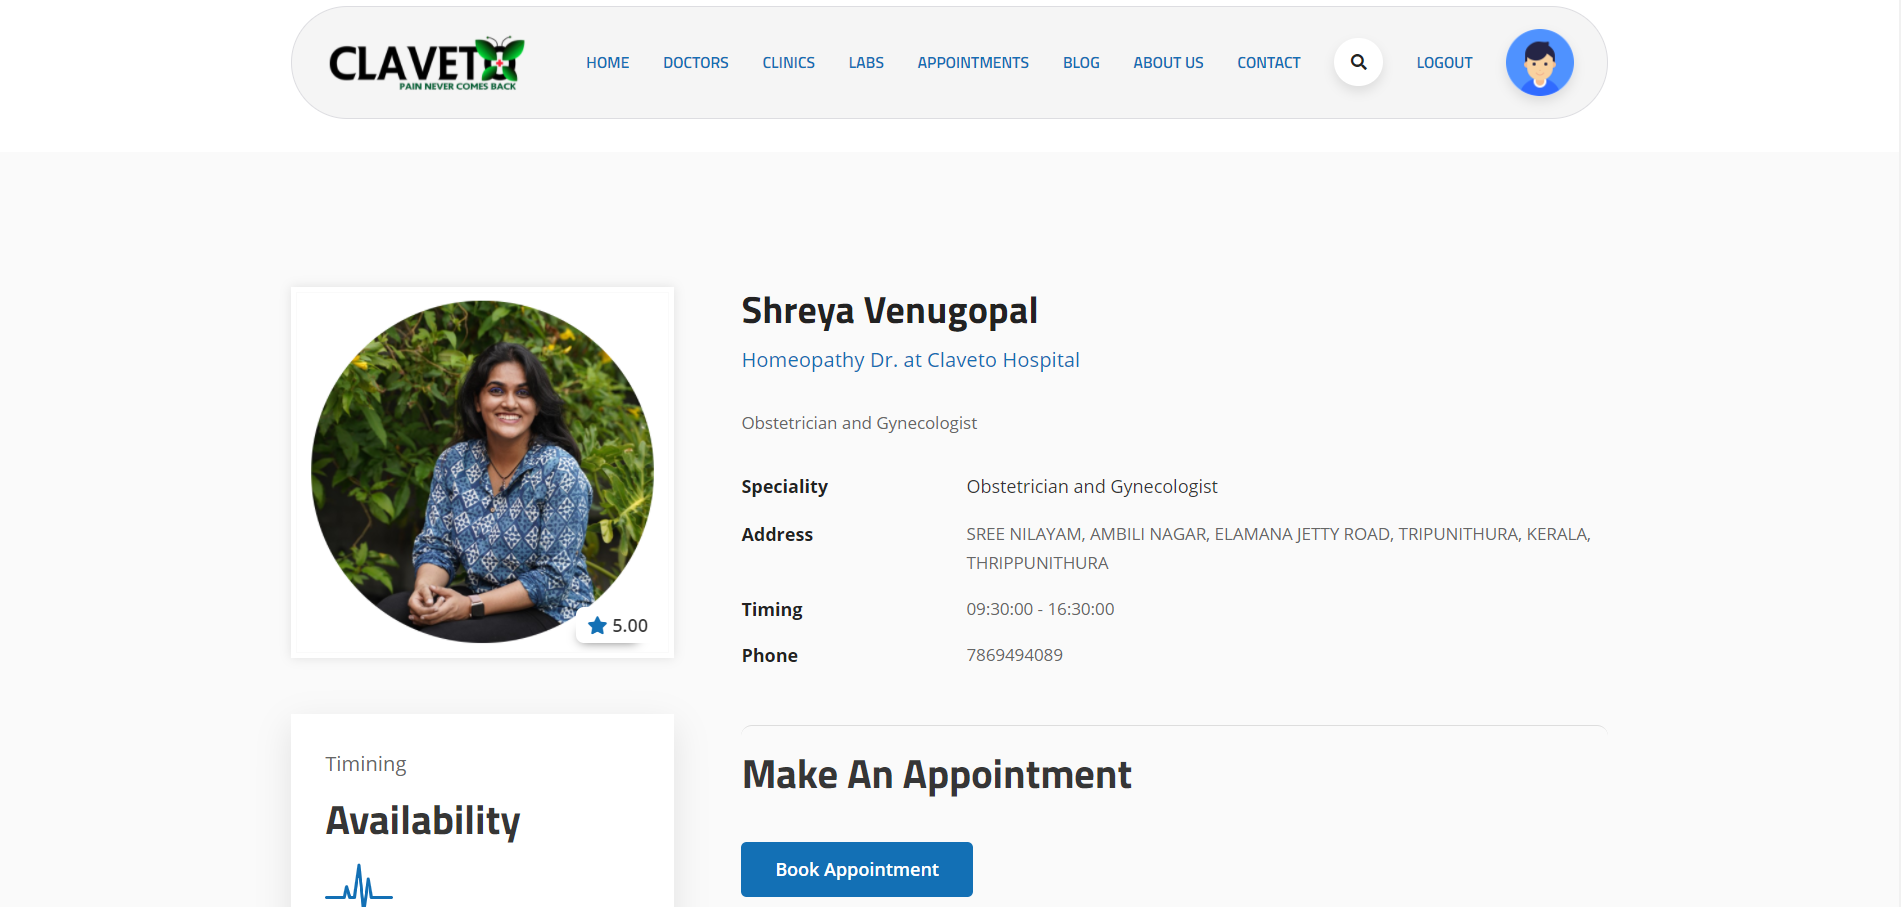 CLAVET
PAIN NEVER COMES BACK
HOME DOCTORS CLINICS LABS APPOINTMENTS BLOG ABOUT US CONTACT LOGOUT
5.00
Shreya Venugopal
Homeopathy Dr. at Claveto Hospital
Obstetrician and Gynecologist
Speciality Obstetrician and Gynecologist
Address SREE NILAYAM, AMBILI NAGAR, ELAMANA JETTY ROAD, TRIPUNITHURA, KERALA,
THRIPPUNITHURA
Timing 09:30:00 - 16:30:00
Phone 7869494089
Timining
Availability
Make An Appointment
Book Appointment